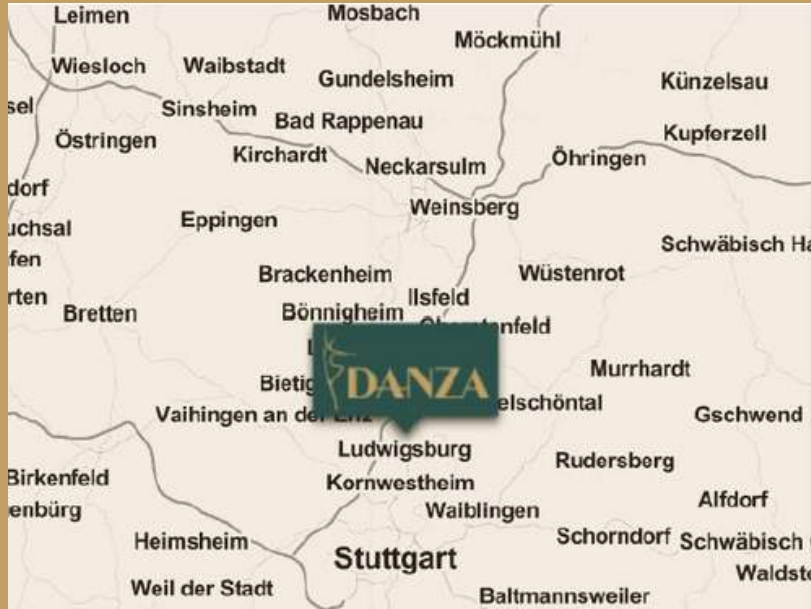 Leimen
Mosbach
Möckmühl
Wiesloch
Waibstadt
Gundelsheim
Künzelsau
Sinsheim
Bad Rappenau
Östringen
Kupferzell
Kirchardt
Neckarsulm
Öhringen
Weinsberg
Eppingen
Schwäbisch
Brackenheim
Wüstenrot
Ilsfeld
Bretten
Bönnigheim
Murrhardt
DANZA
Vaihingen an der
Gschwend
Ludwigsburg
Rudersberg
Birkenfeld
Kornwestheim
Alfdorf
Waiblingen
Heimsheim
Schorndorf
Schwäbisch
Stuttgart
Weil der Stadt
Baltmannsweiler